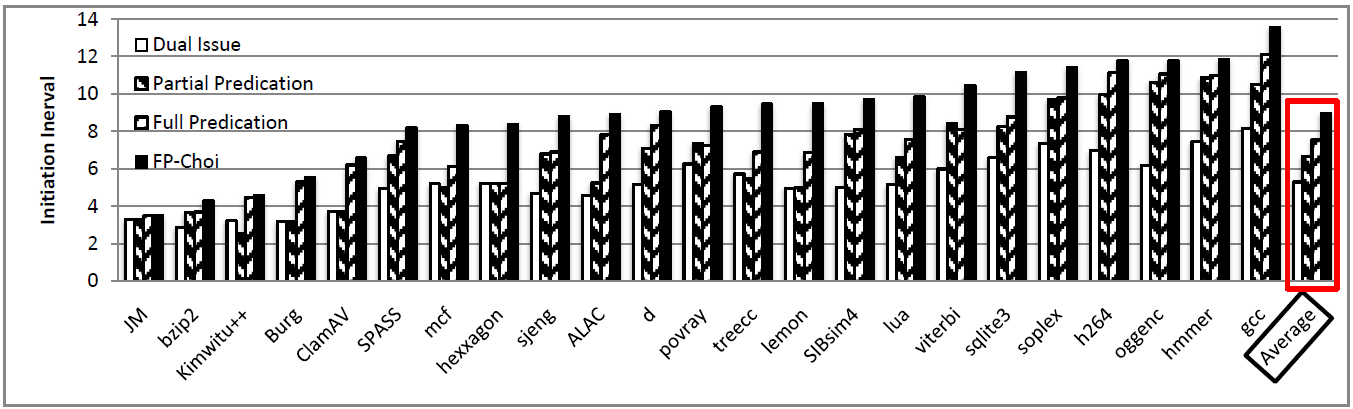 14
12
10
8
6
4
2
0
Initiation Inerval
Dual Issue
Partial Predication
Full Predication
FP-Choi
JM
bzip2
Kimwitu++
Burg
ClamAV
SPASS
mcf
hexxagon
sjeng
ALAC
d
povray
treecc
lemon
SIBsim4
lua
viterbi
sqlite3
soplex
h264
oggenc
hmmer
gcc
Average